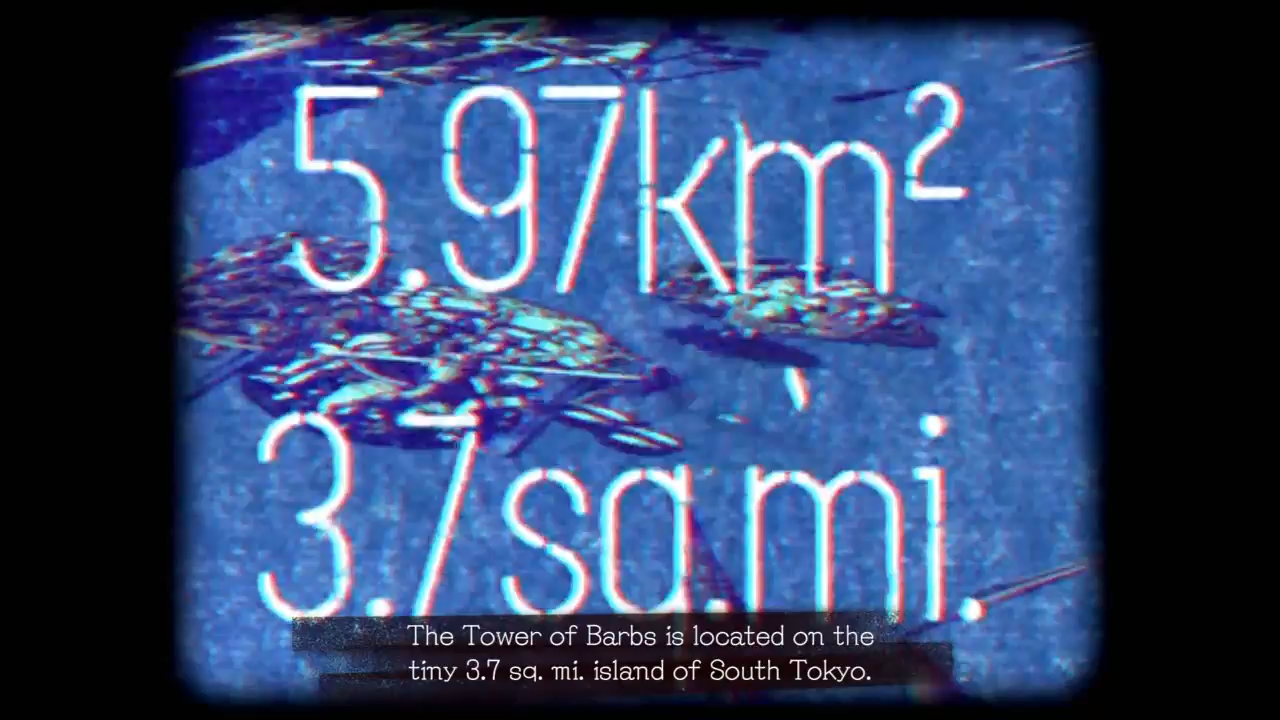 5.97km²
3.7sq.mi.
The Tower of Barbs is located on the
tiny 3.7 sq. mi. island of South Tokyo.